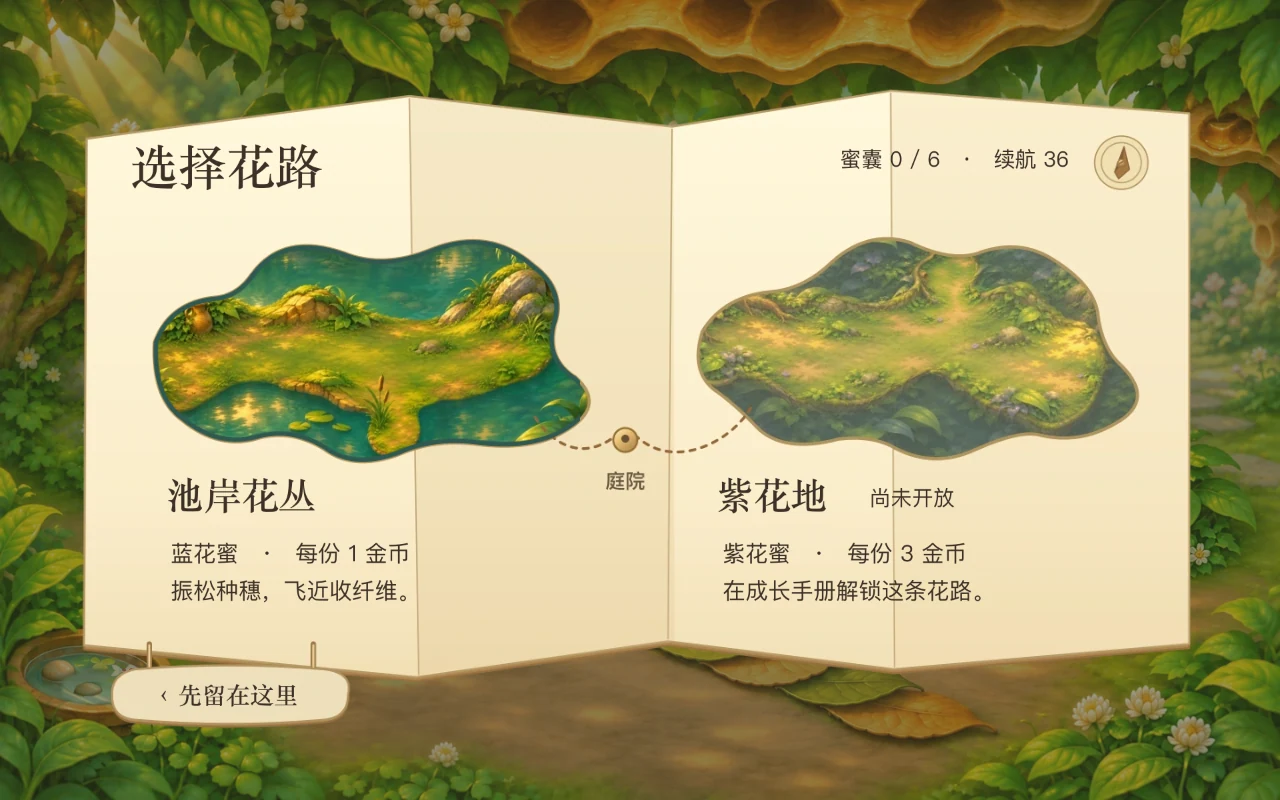 选择花路
蜜囊 0 / 6 · 续航 36
庭院
池岸花丛
蓝花蜜 · 每份 1 金币
振松种穗，飞近收纤维。
紫花地 尚未开放
紫花蜜 · 每份 3 金币
在成长手册解锁这条花路。
‹ 先留在这里